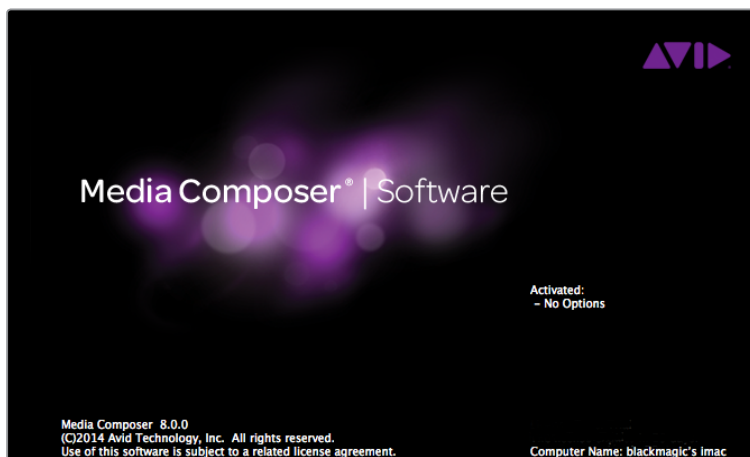 AVID
Media Composer® | Software
Activated:
– No Options
Media Composer 8.0.0
(C)2014 Avid Technology, Inc. All rights reserved.
Use of this software is subject to a related license agreement.
Computer Name: blackmagic's imac